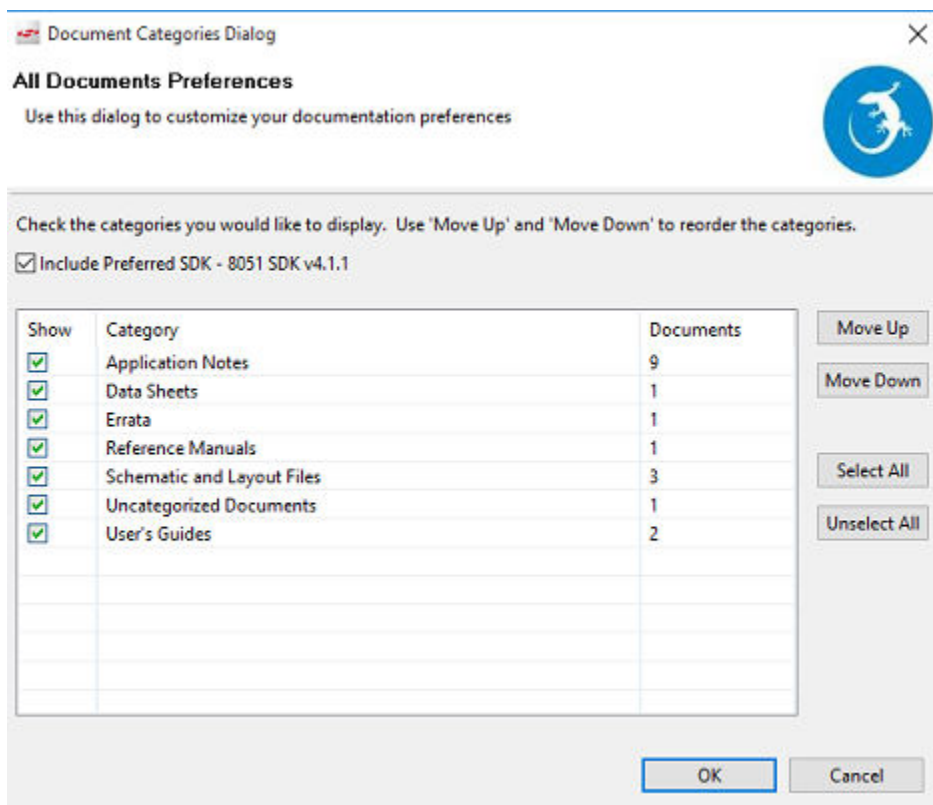 Document Categories Dialog
All Documents Preferences
Use this dialog to customize your documentation preferences
Check the categories you would like to display. Use 'Move Up' and 'Move Down' to reorder the categories.
Include Preferred SDK - 8051 SDK v4.1.1
Show Category Documents
Application Notes 9
Data Sheets 1
Errata 1
Reference Manuals 1
Schematic and Layout Files 3
Uncategorized Documents 1
User's Guides 2
Move Up
Move Down
Select All
Unselect All
OK Cancel